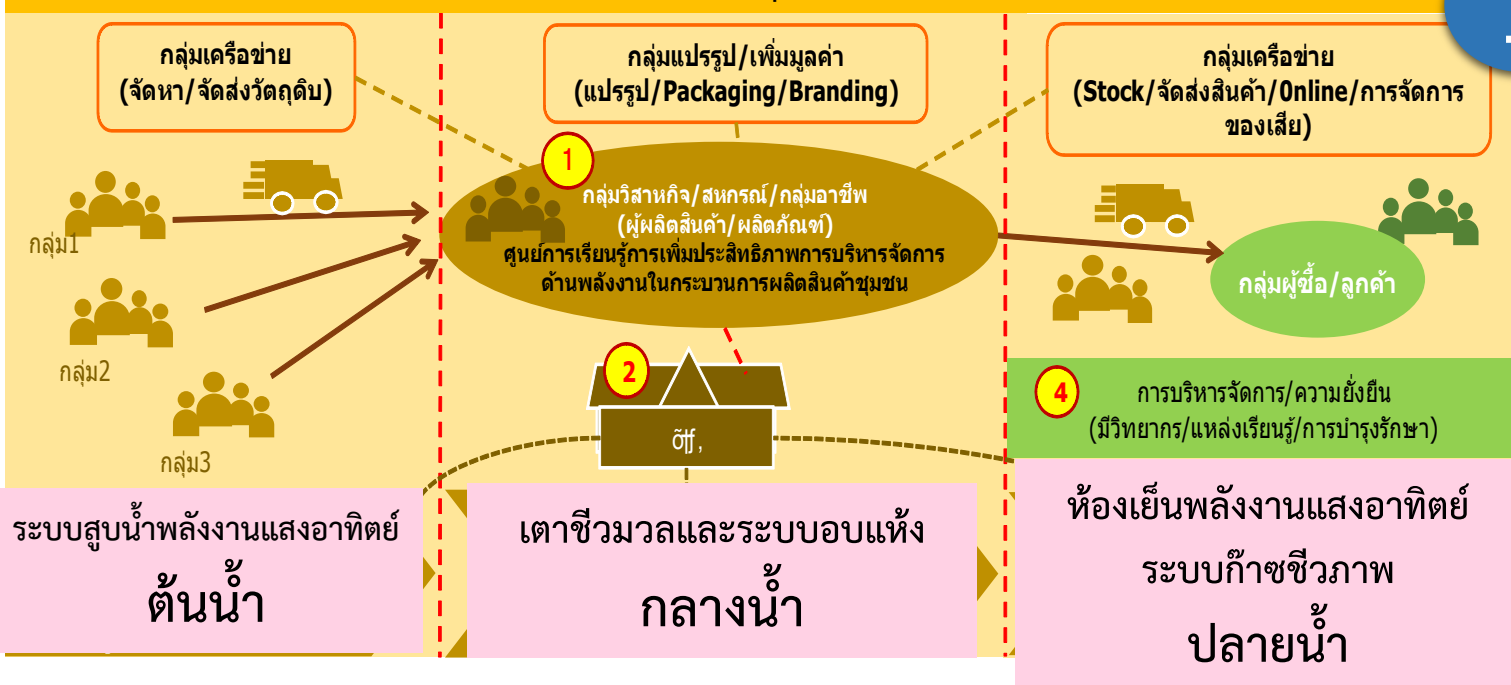 กลุ่มเครือข่าย
(จัดหา/จัดส่งวัตถุดิบ)
กลุ่มแปรรูป/เพิ่มมูลค่า
(แปรรูป/Packaging/Branding)
กลุ่มเครือข่าย
(Stock/จัดส่งสินค้า/Online/การจัดการ
ของเสีย)
1
กลุ่มวิสาหกิจ/สหกรณ์/กลุ่มอาชีพ
(ผู้ผลิตสินค้า/ผลิตภัณฑ์)
ศูนย์การเรียนรู้การเพิ่มประสิทธิภาพการบริหารจัดการ
ด้านพลังงานในกระบวนการผลิตสินค้าชุมชน
กลุ่ม1
กลุ่ม2
กลุ่ม3
กลุ่มผู้ซื้อ/ลูกค้า
2
4
การบริหารจัดการ/ความยั่งยืน
(มีวิทยากร/แหล่งเรียนรู้/การบำรุงรักษา)
ระบบสูบน้ำพลังงานแสงอาทิตย์
ต้นน้ำ
เตาชีวมวลและระบบอบแห้ง
กลางน้ำ
ห้องเย็นพลังงานแสงอาทิตย์
ระบบก๊าซชีวภาพ
ปลายน้ำ